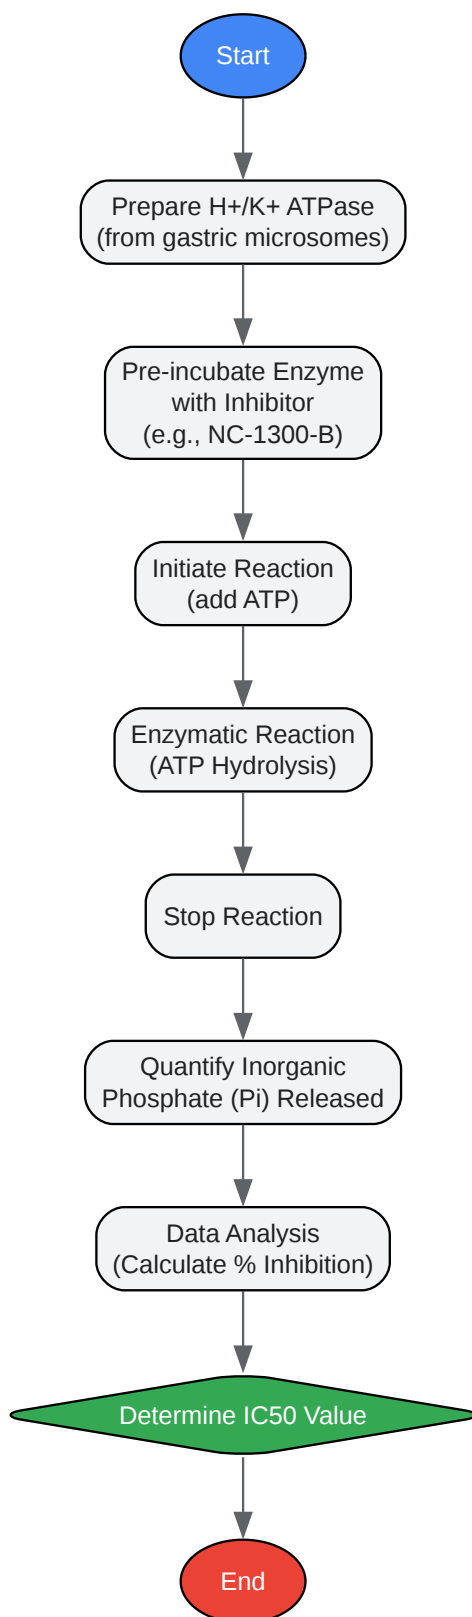 Start
Prepare H+/K+ ATPase
(from gastric microsomes)
Pre-incubate Enzyme
with Inhibitor
(e.g., NC-1300-B)
Initiate Reaction
(add ATP)
Enzymatic Reaction
(ATP Hydrolysis)
Stop Reaction
Quantify Inorganic
Phosphate (Pi) Released
Data Analysis
(Calculate % Inhibition)
Determine IC50 Value
End